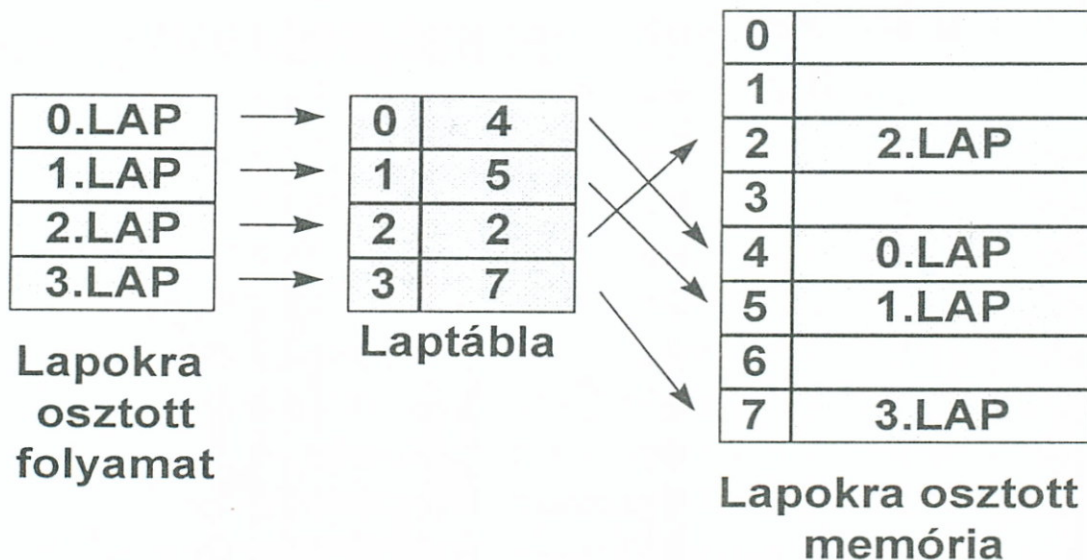 0.LAP
1.LAP
2.LAP
3.LAP
Lapokra
osztott
folyamat
0 4
1 5
2 2
3 7
Laptábla
0
1
2 2.LAP
3
4 0.LAP
5 1.LAP
6
7 3.LAP
Lapokra osztott
memória